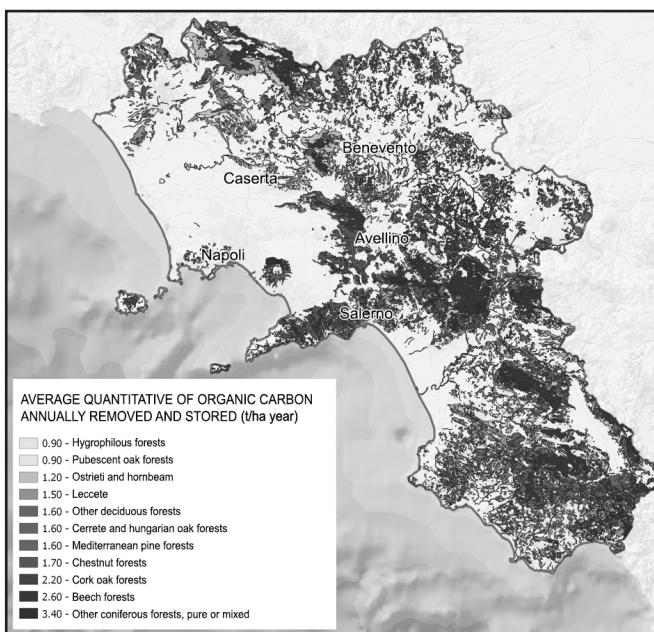 Benevento
Caserta
Avellino
Napoli
Salerno
AVERAGE QUANTITATIVE OF ORGANIC CARBON
ANNUALLY REMOVED AND STORED (t/ha year)
0.90 - Hygrophilous forests
0.90 - Pubescent oak forests
1.20 - Ostrieti and hornbeam
1.50 - Leccete
1.60 - Other deciduous forests
1.60 - Cerrete and hungarian oak forests
1.60 - Mediterranean pine forests
1.70 - Chestnut forests
2.20 - Cork oak forests
2.60 - Beech forests
3.40 - Other coniferous forests, pure or mixed